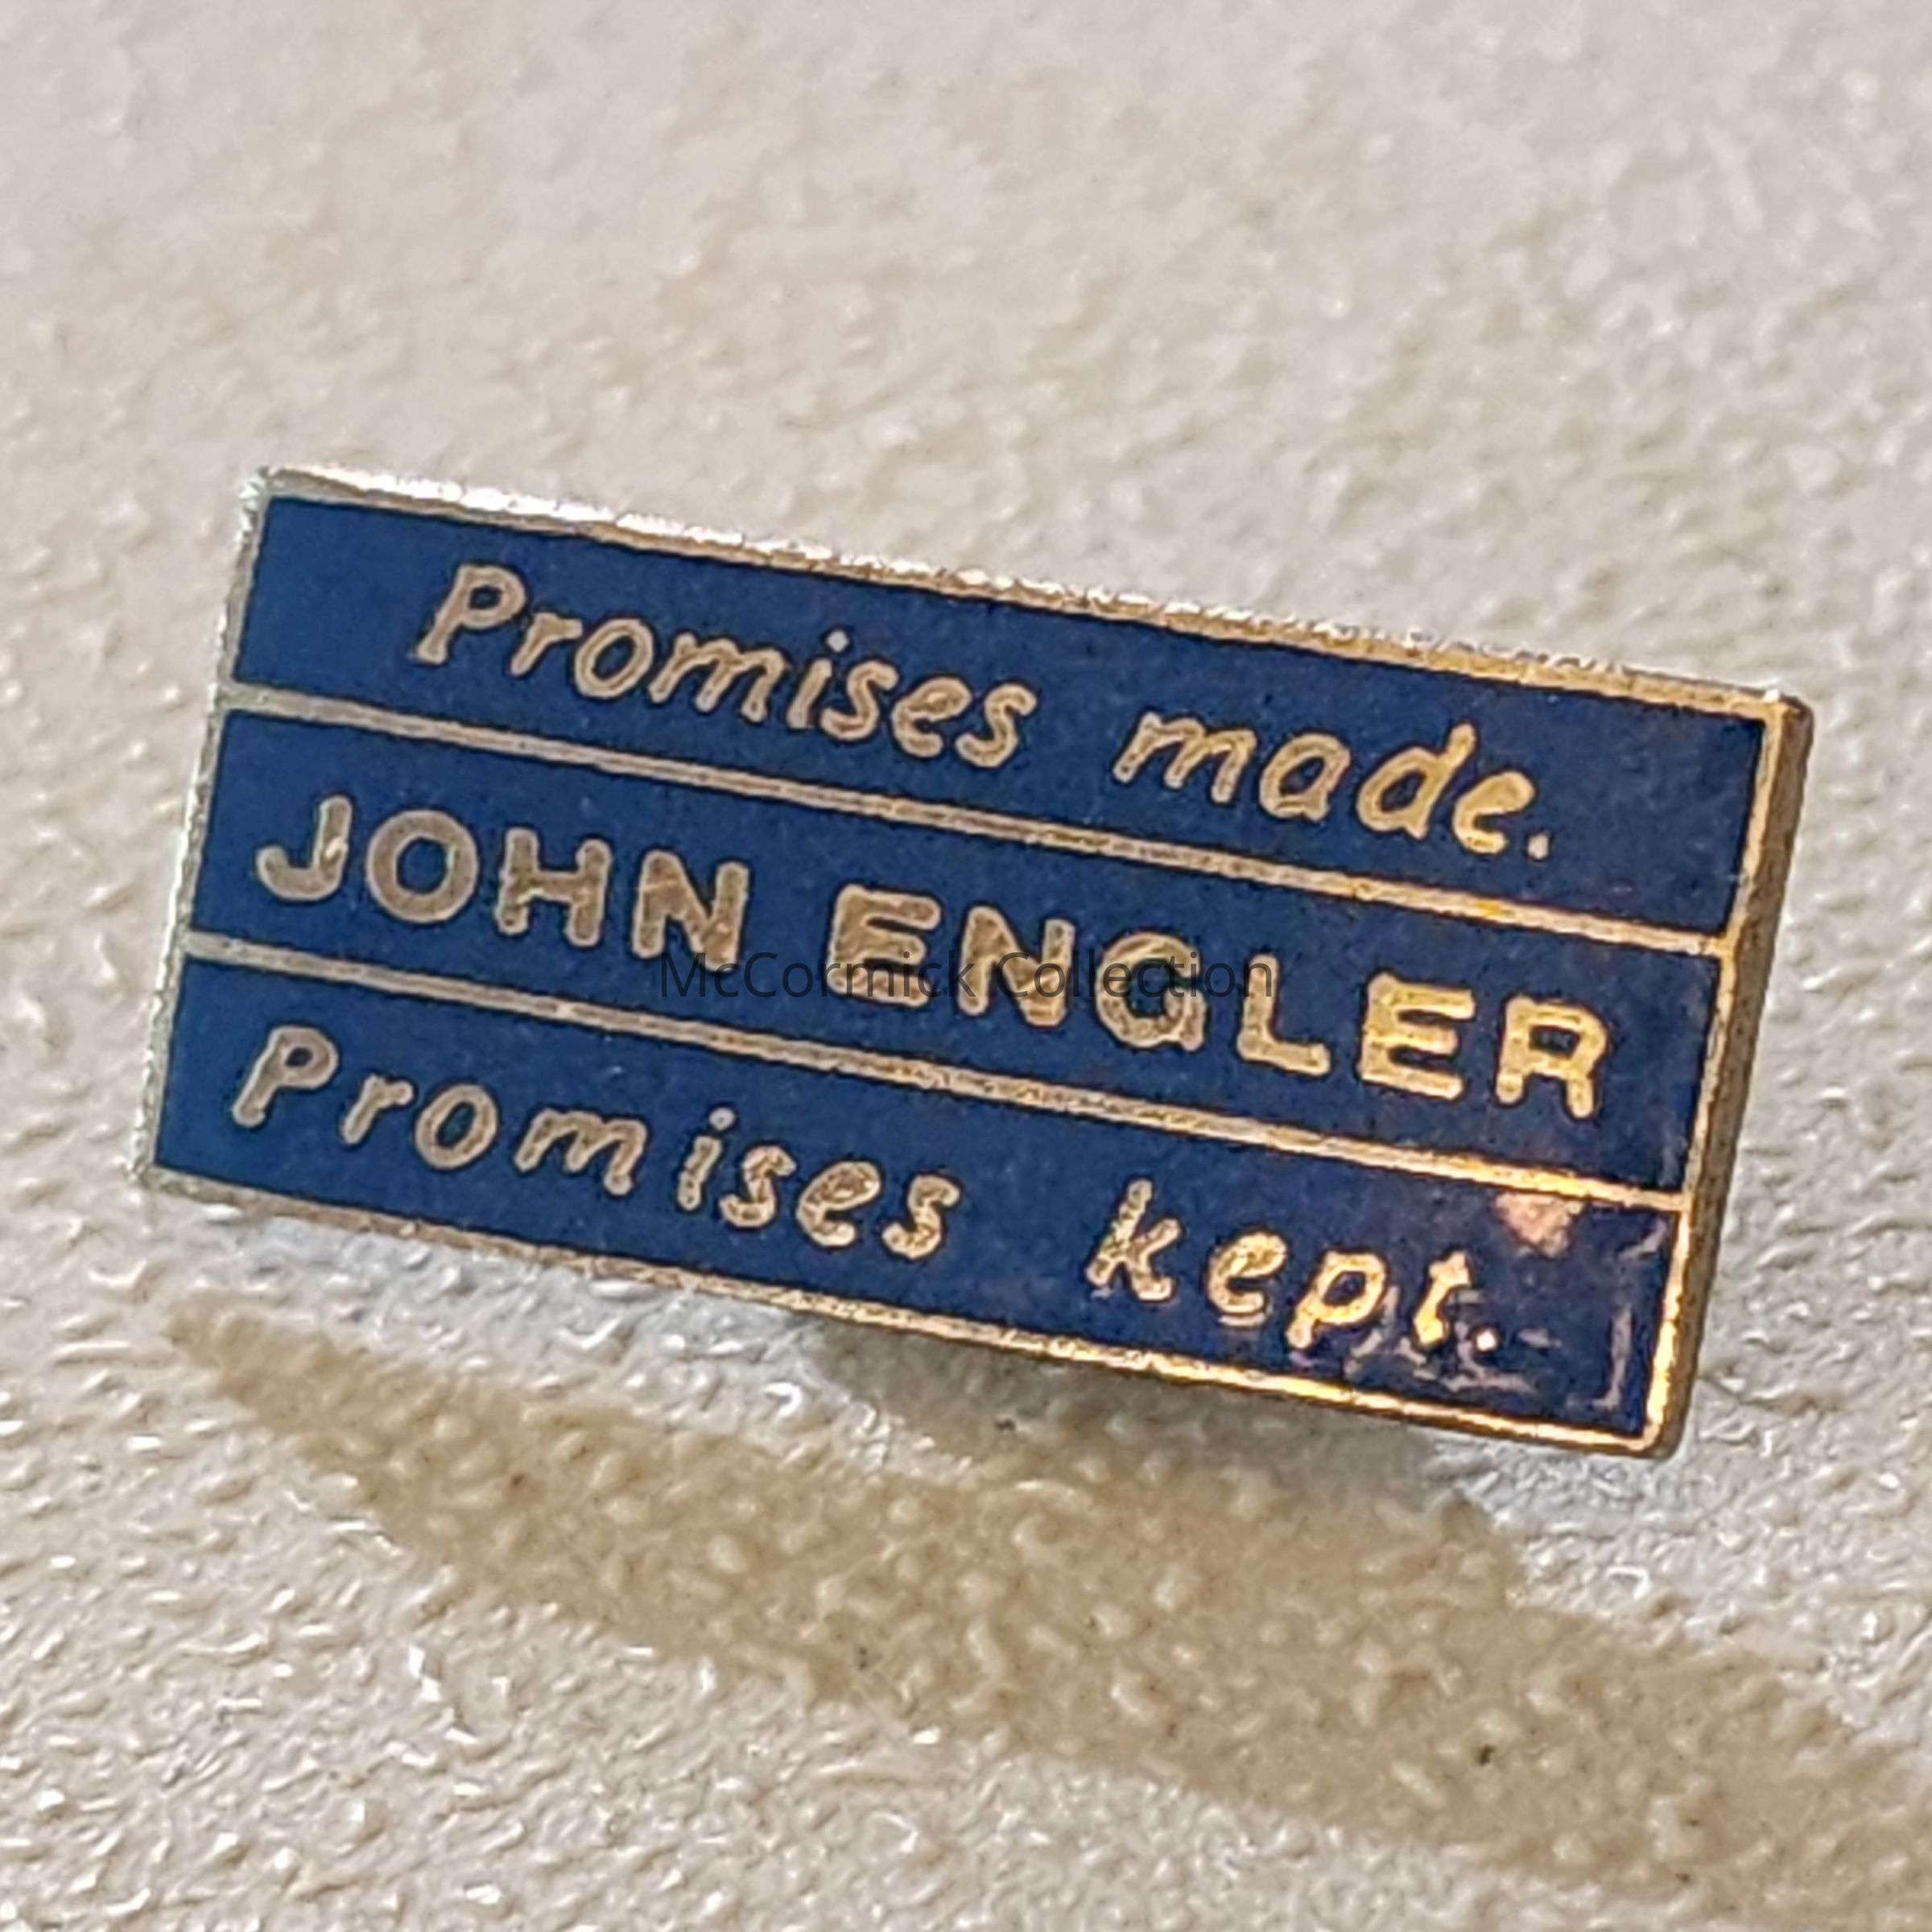 Promises made.
JOHN ENGLER
McCormick Collection
Promises kept.